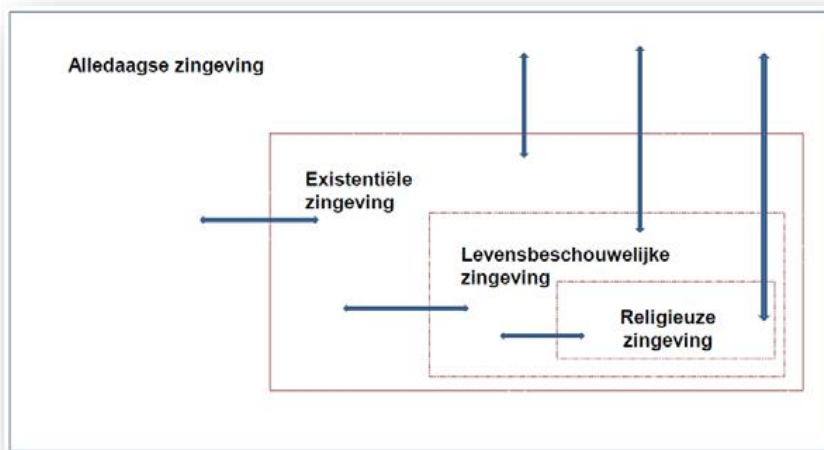 Alledaagse zingeving
Existentiële
zingeving
Levensbeschouwelijke
zingeving
Religieuze
zingeving